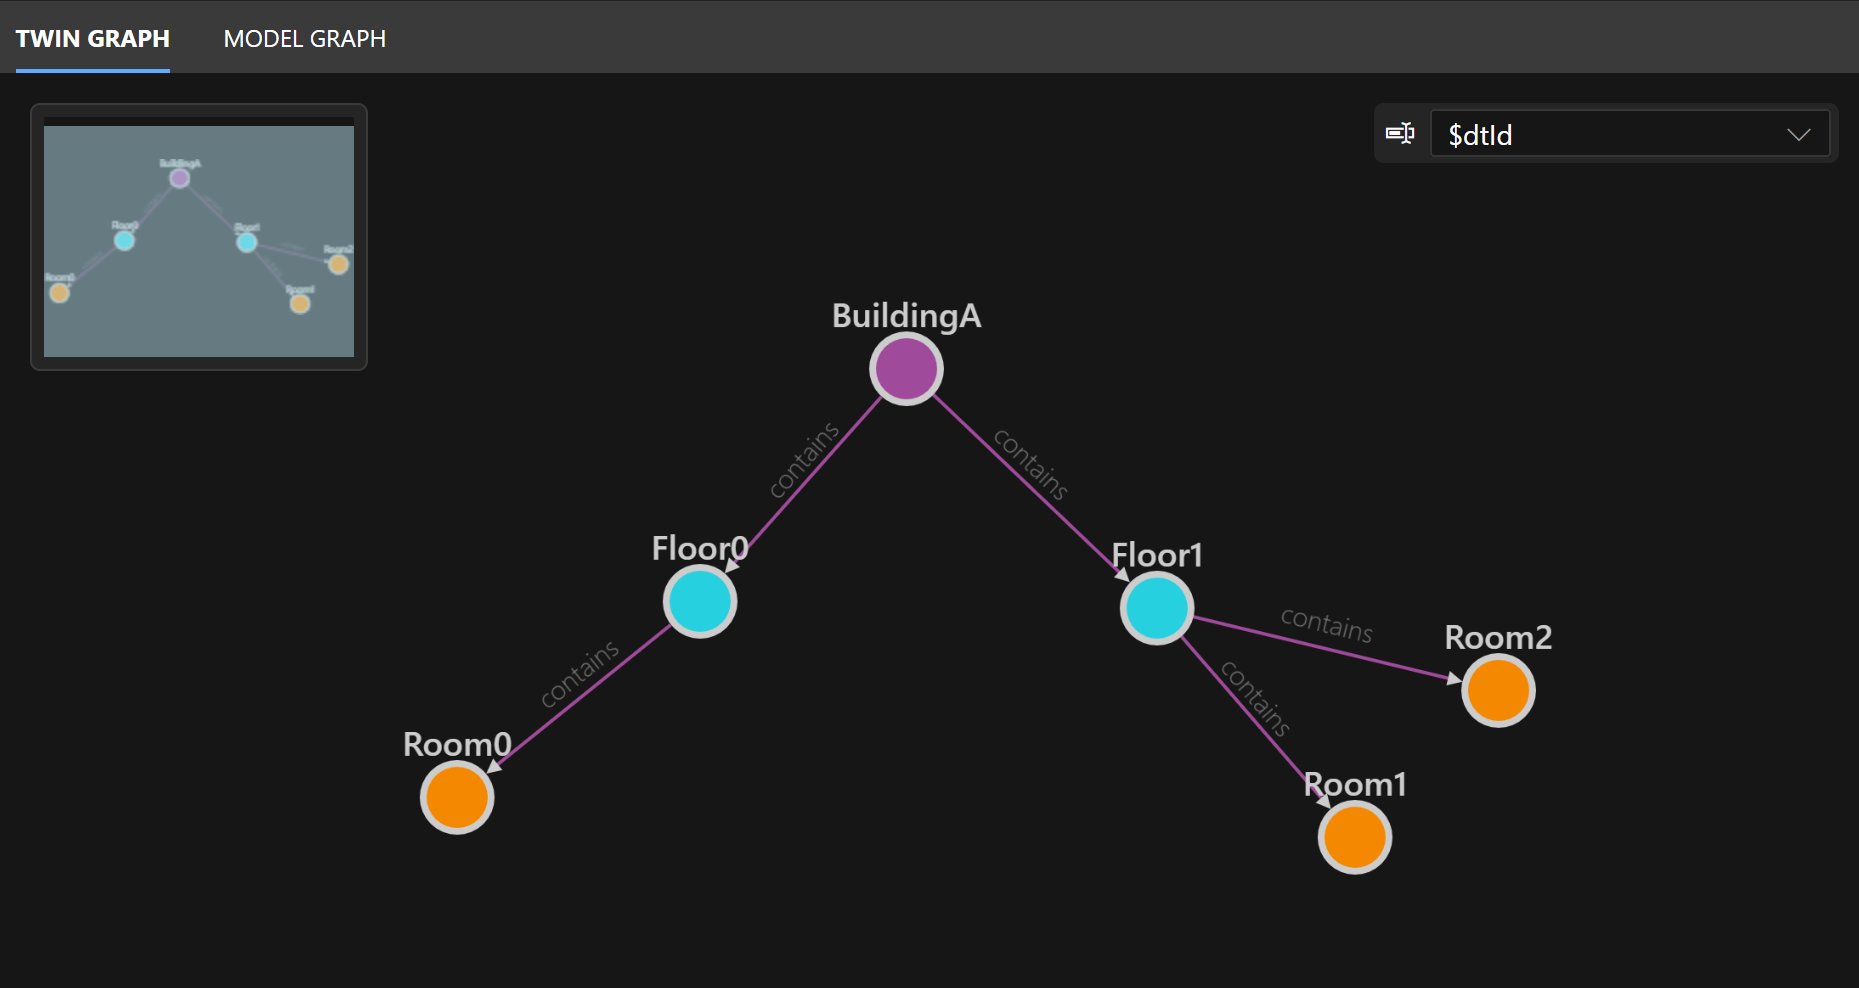 TWIN GRAPH MODEL GRAPH
$dtId
BuildingA
Floor0
Floor1
Room2
Room0
Room1
BuildingA
contains
contains
Floor0
Floor1
contains
contains
Room2
contains
Room0
Room1